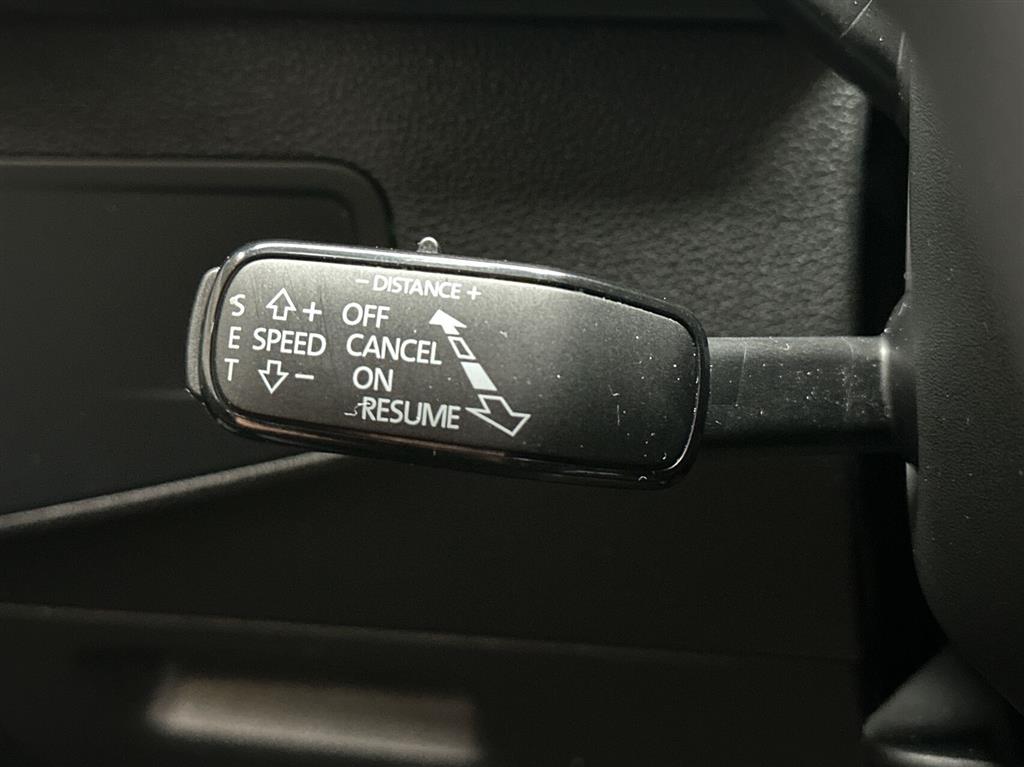 - DISTANCE +
S + OFF
E SPEED CANCEL
T - ON
RESUME